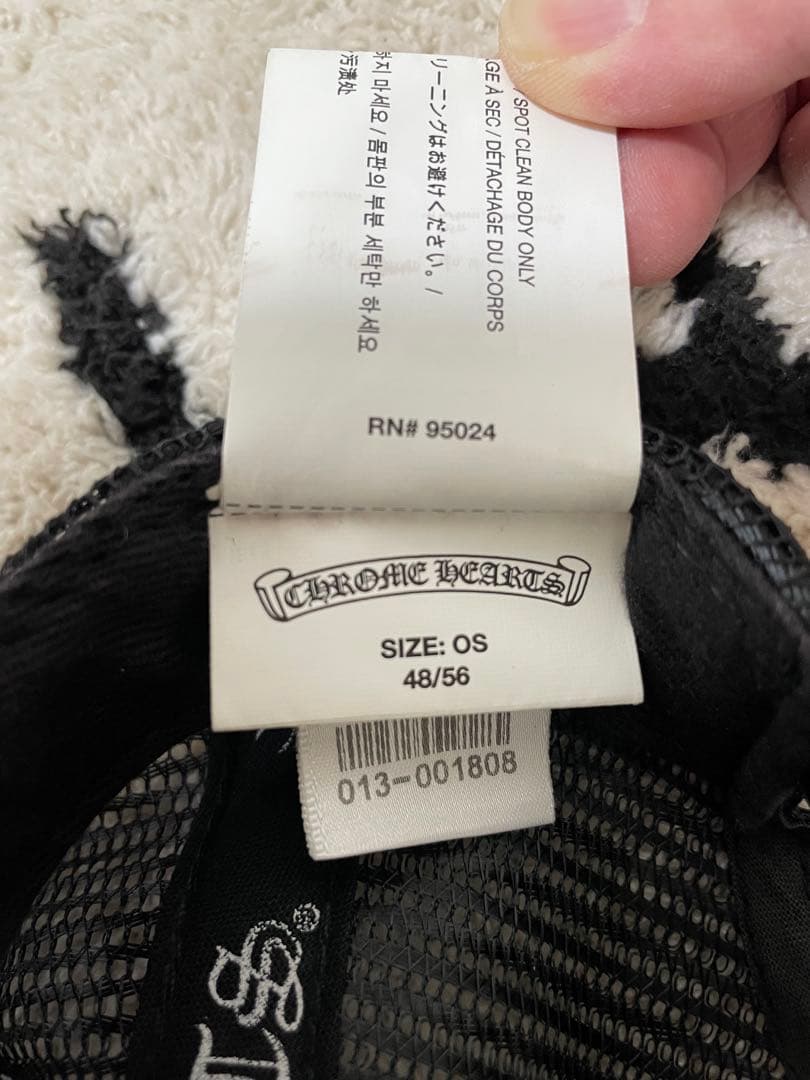 SPOT CLEAN BODY ONLY
À SEC / DÉTACHAGE DU CORPS
リーニングはお避けください。/
하지 마세요 / 몸판의 부분 세탁만 하세요
污渍处
RN# 95024
CHROME HEARTS
SIZE: OS
48/56
013-001808